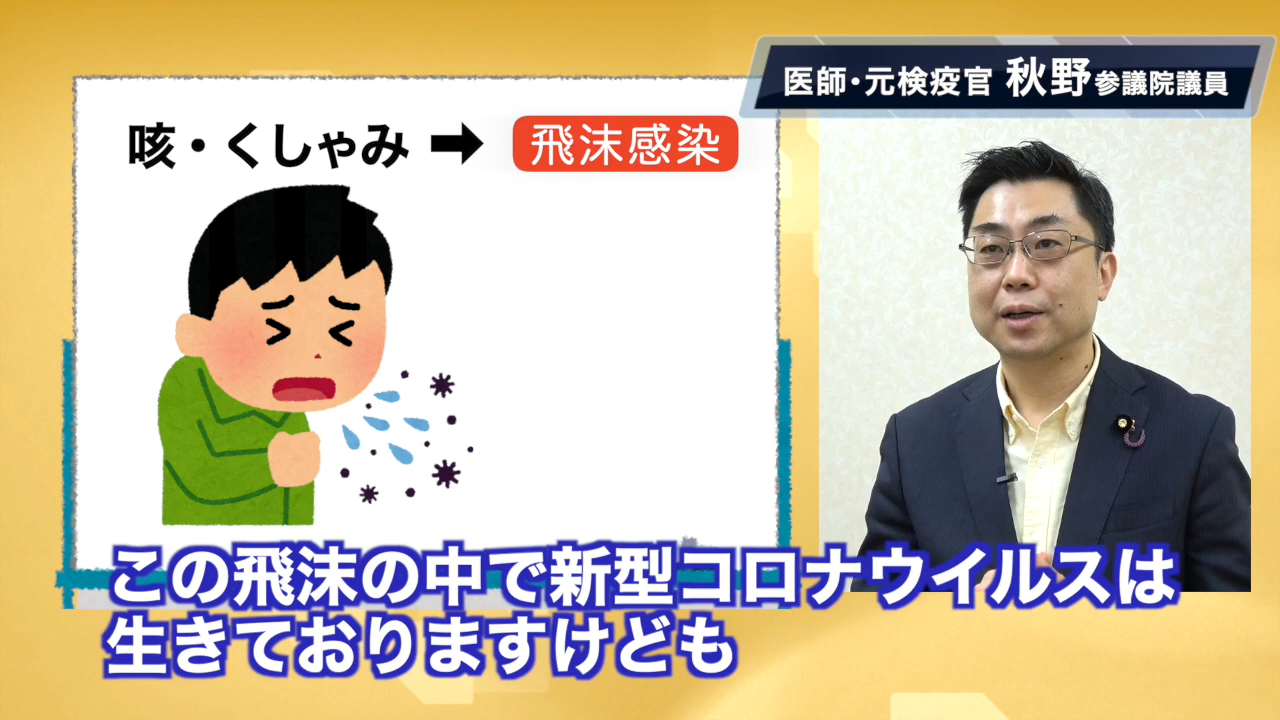 医師・元検疫官 秋野参議院議員
咳・くしゃみ ➡ 飛沫感染
この飛沫の中で新型コロナウイルスは
生きておりますけども